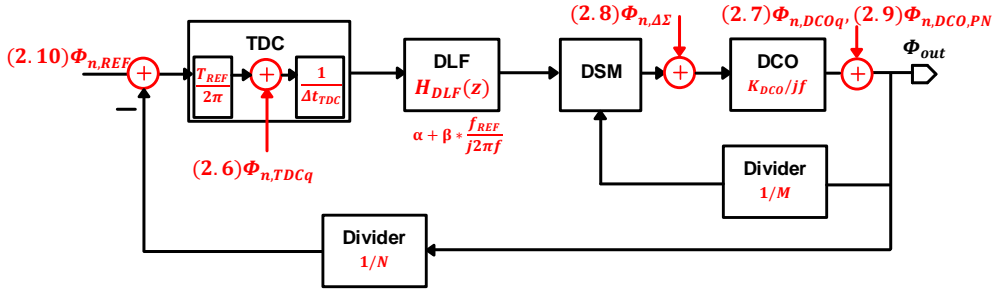 (2.8)Φn,ΔΣ
(2.7)Φn,DCOq, (2.9)Φn,DCO,PN
(2.10)Φn,REF
TDC
TREF
2π
1
ΔtTDC
DLF
HDLF(z)
α + β * fREF
j2πf
DSM
DCO
KDCO/jf
Φout
(2.6)Φn,TDCq
Divider
1/M
Divider
1/N